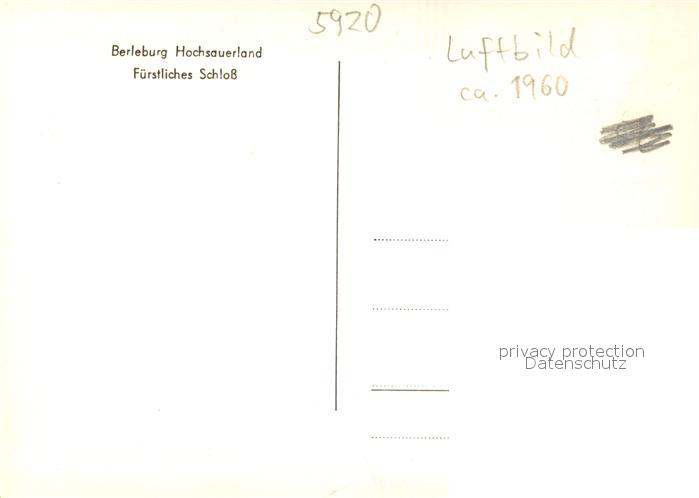 5920
Berleburg Hochsauerland
Fürstliches Schloß
Luftbild
ca. 1960
privacy protection
Datenschutz